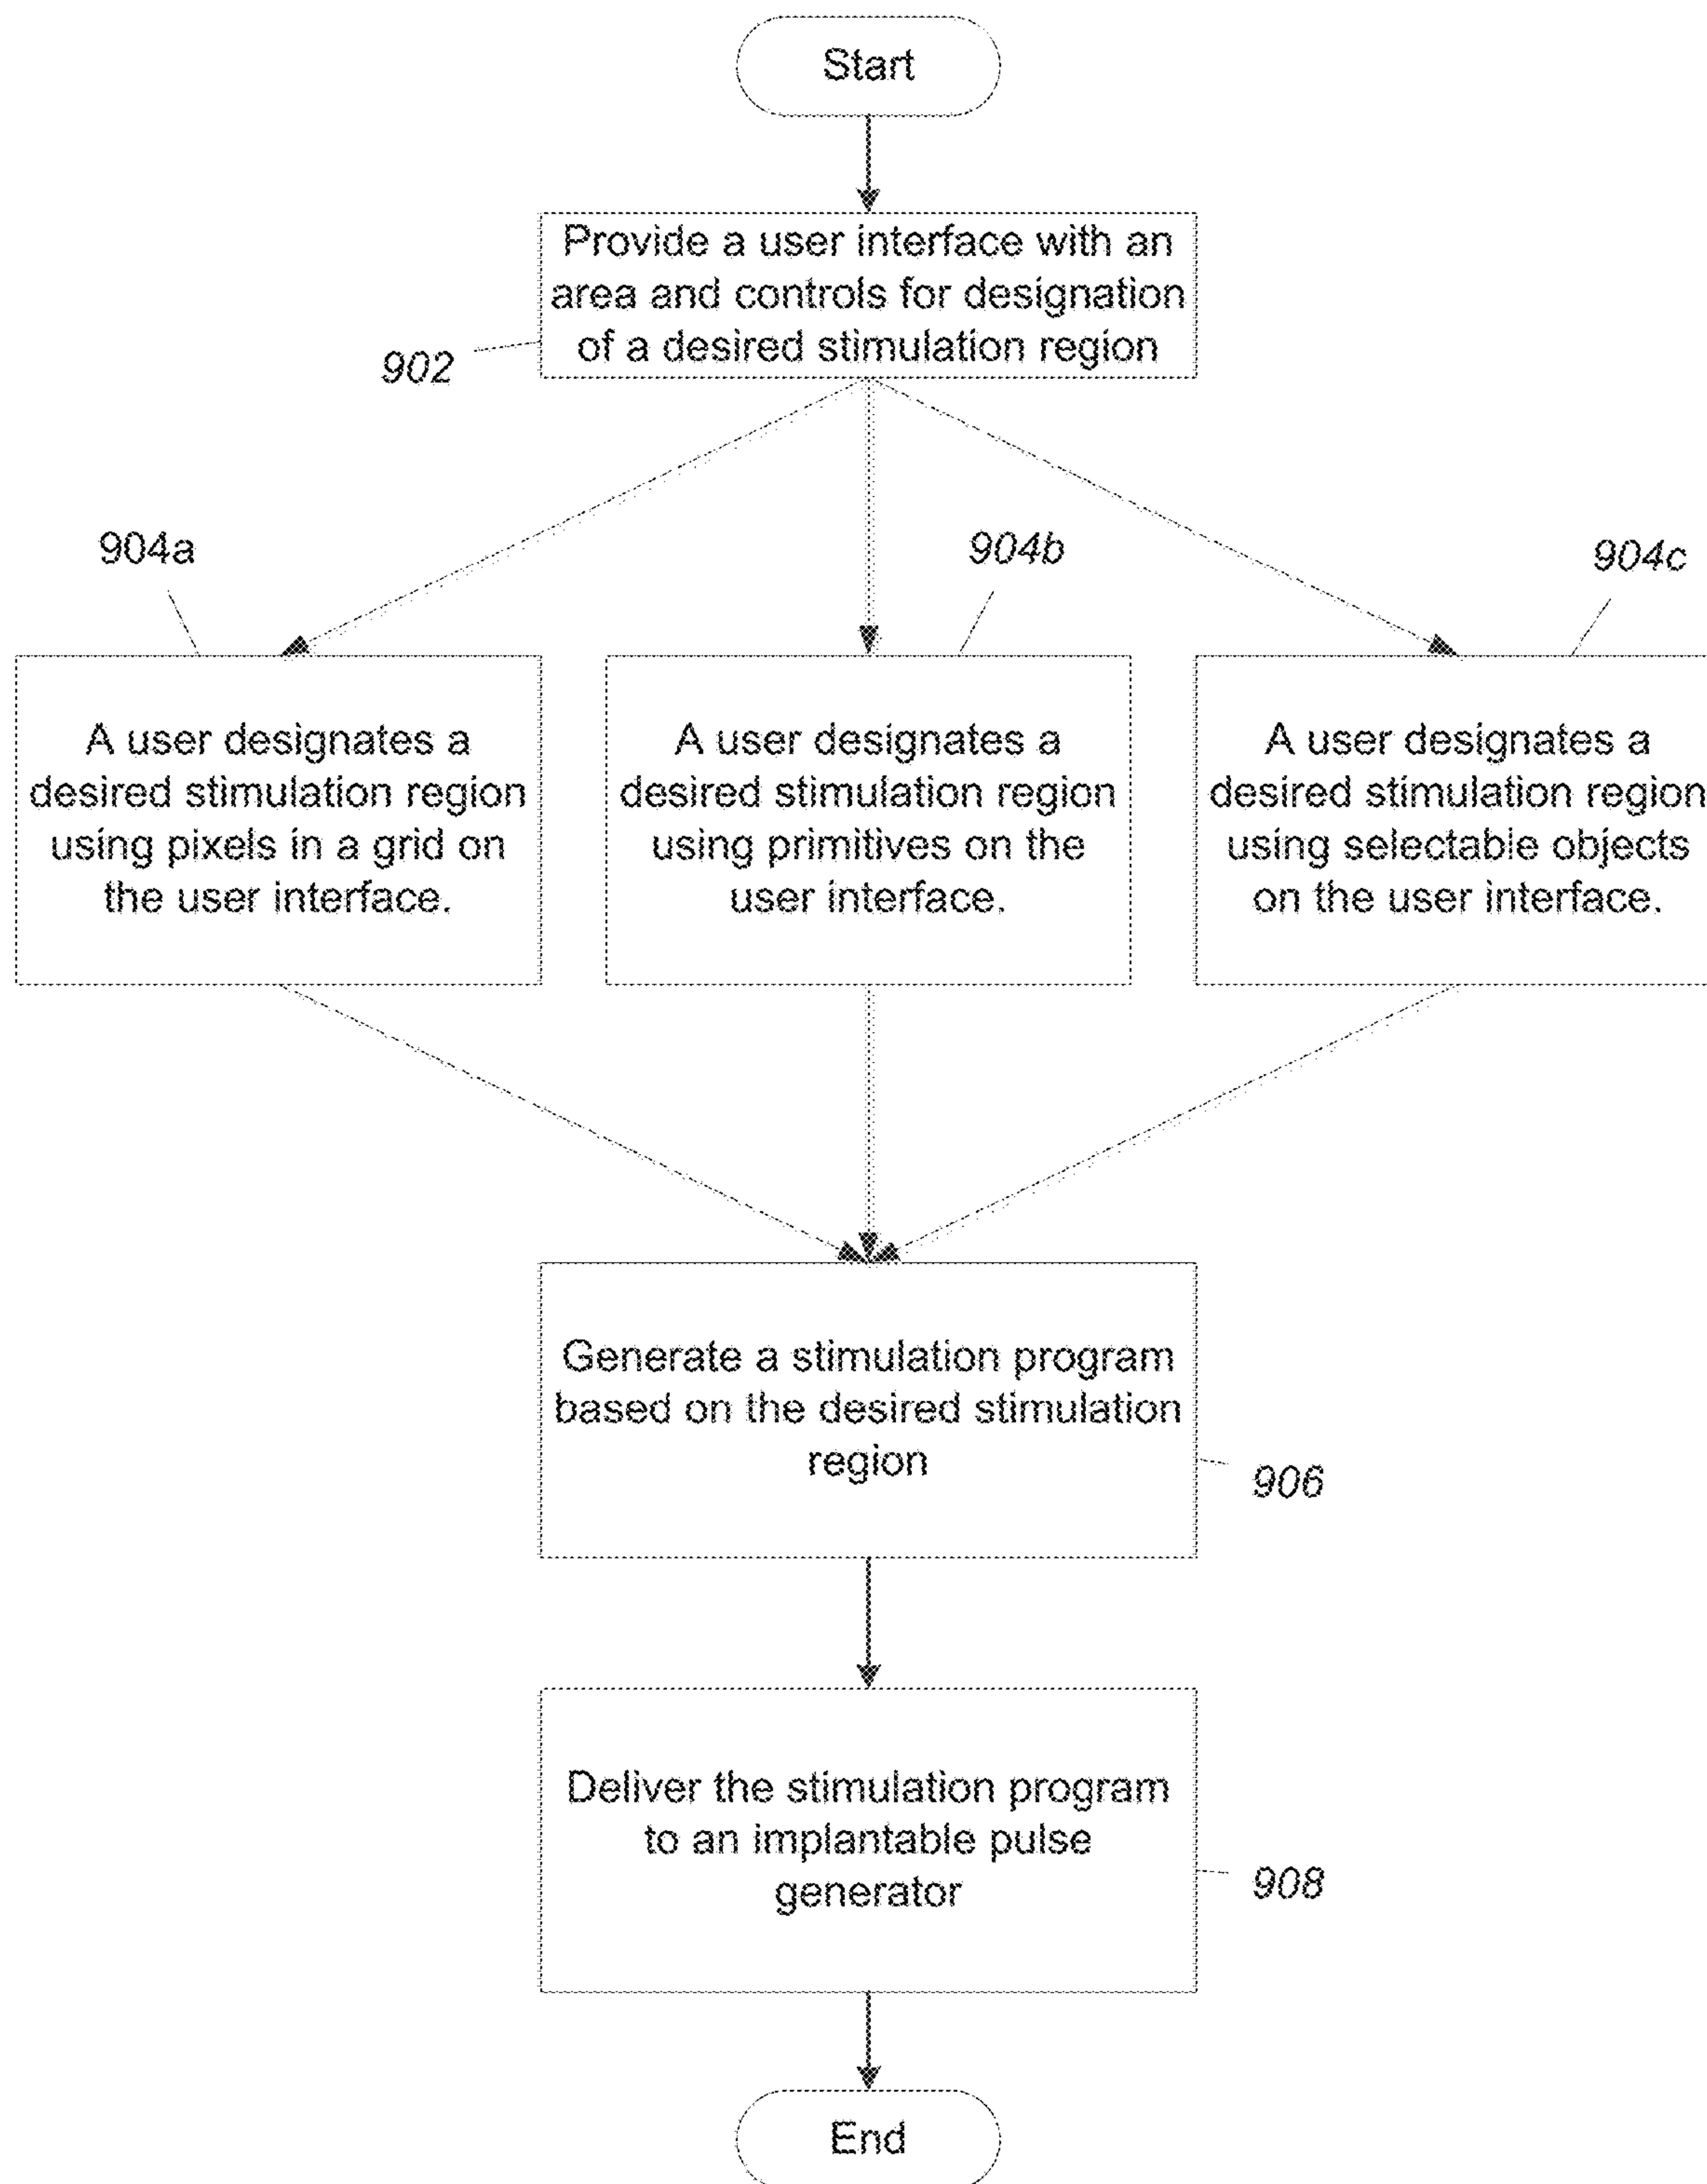 Start
Provide a user interface with an
area and controls for designation
of a desired stimulation region
902
904a
904b
904c
A user designates a
desired stimulation region
using pixels in a grid on
the user interface.
A user designates a
desired stimulation region
using primitives on the
user interface.
A user designates a
desired stimulation region
using selectable objects
on the user interface.
Generate a stimulation program
based on the desired stimulation
region
906
Deliver the stimulation program
to an implantable pulse
generator
908
End